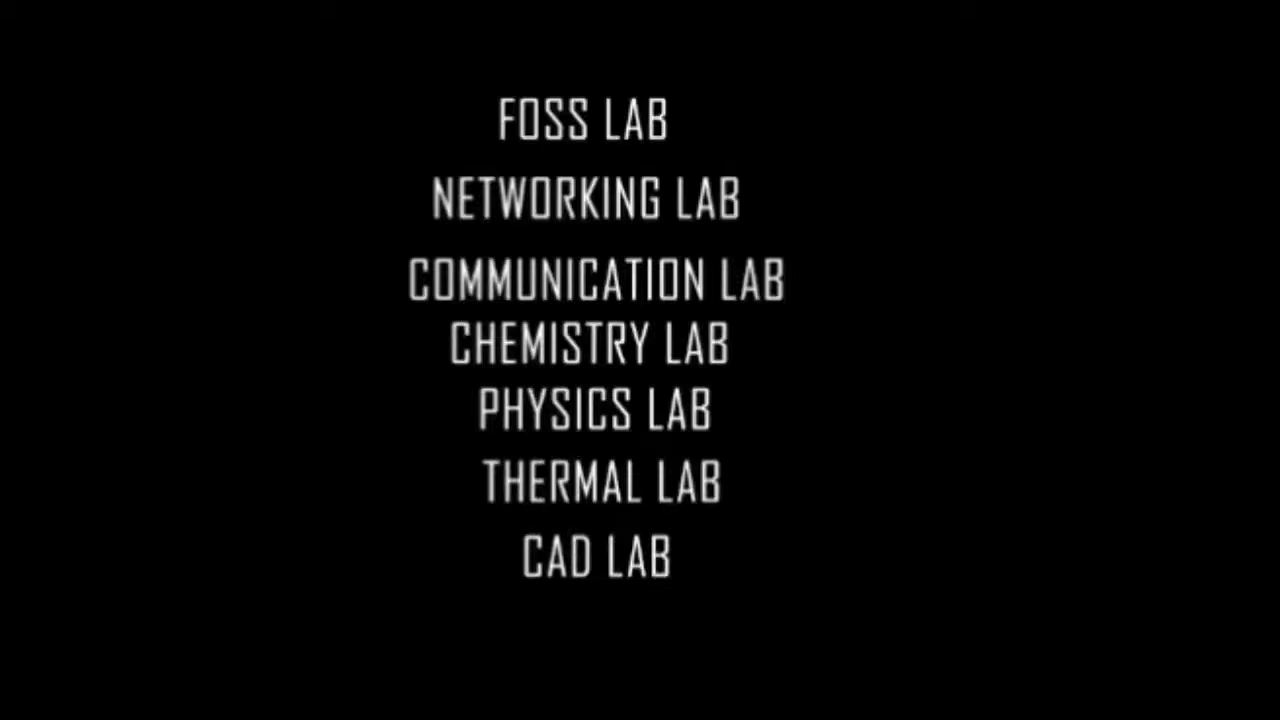 FOSS LAB
NETWORKING LAB
COMMUNICATION LAB
CHEMISTRY LAB
PHYSICS LAB
THERMAL LAB
CAD LAB